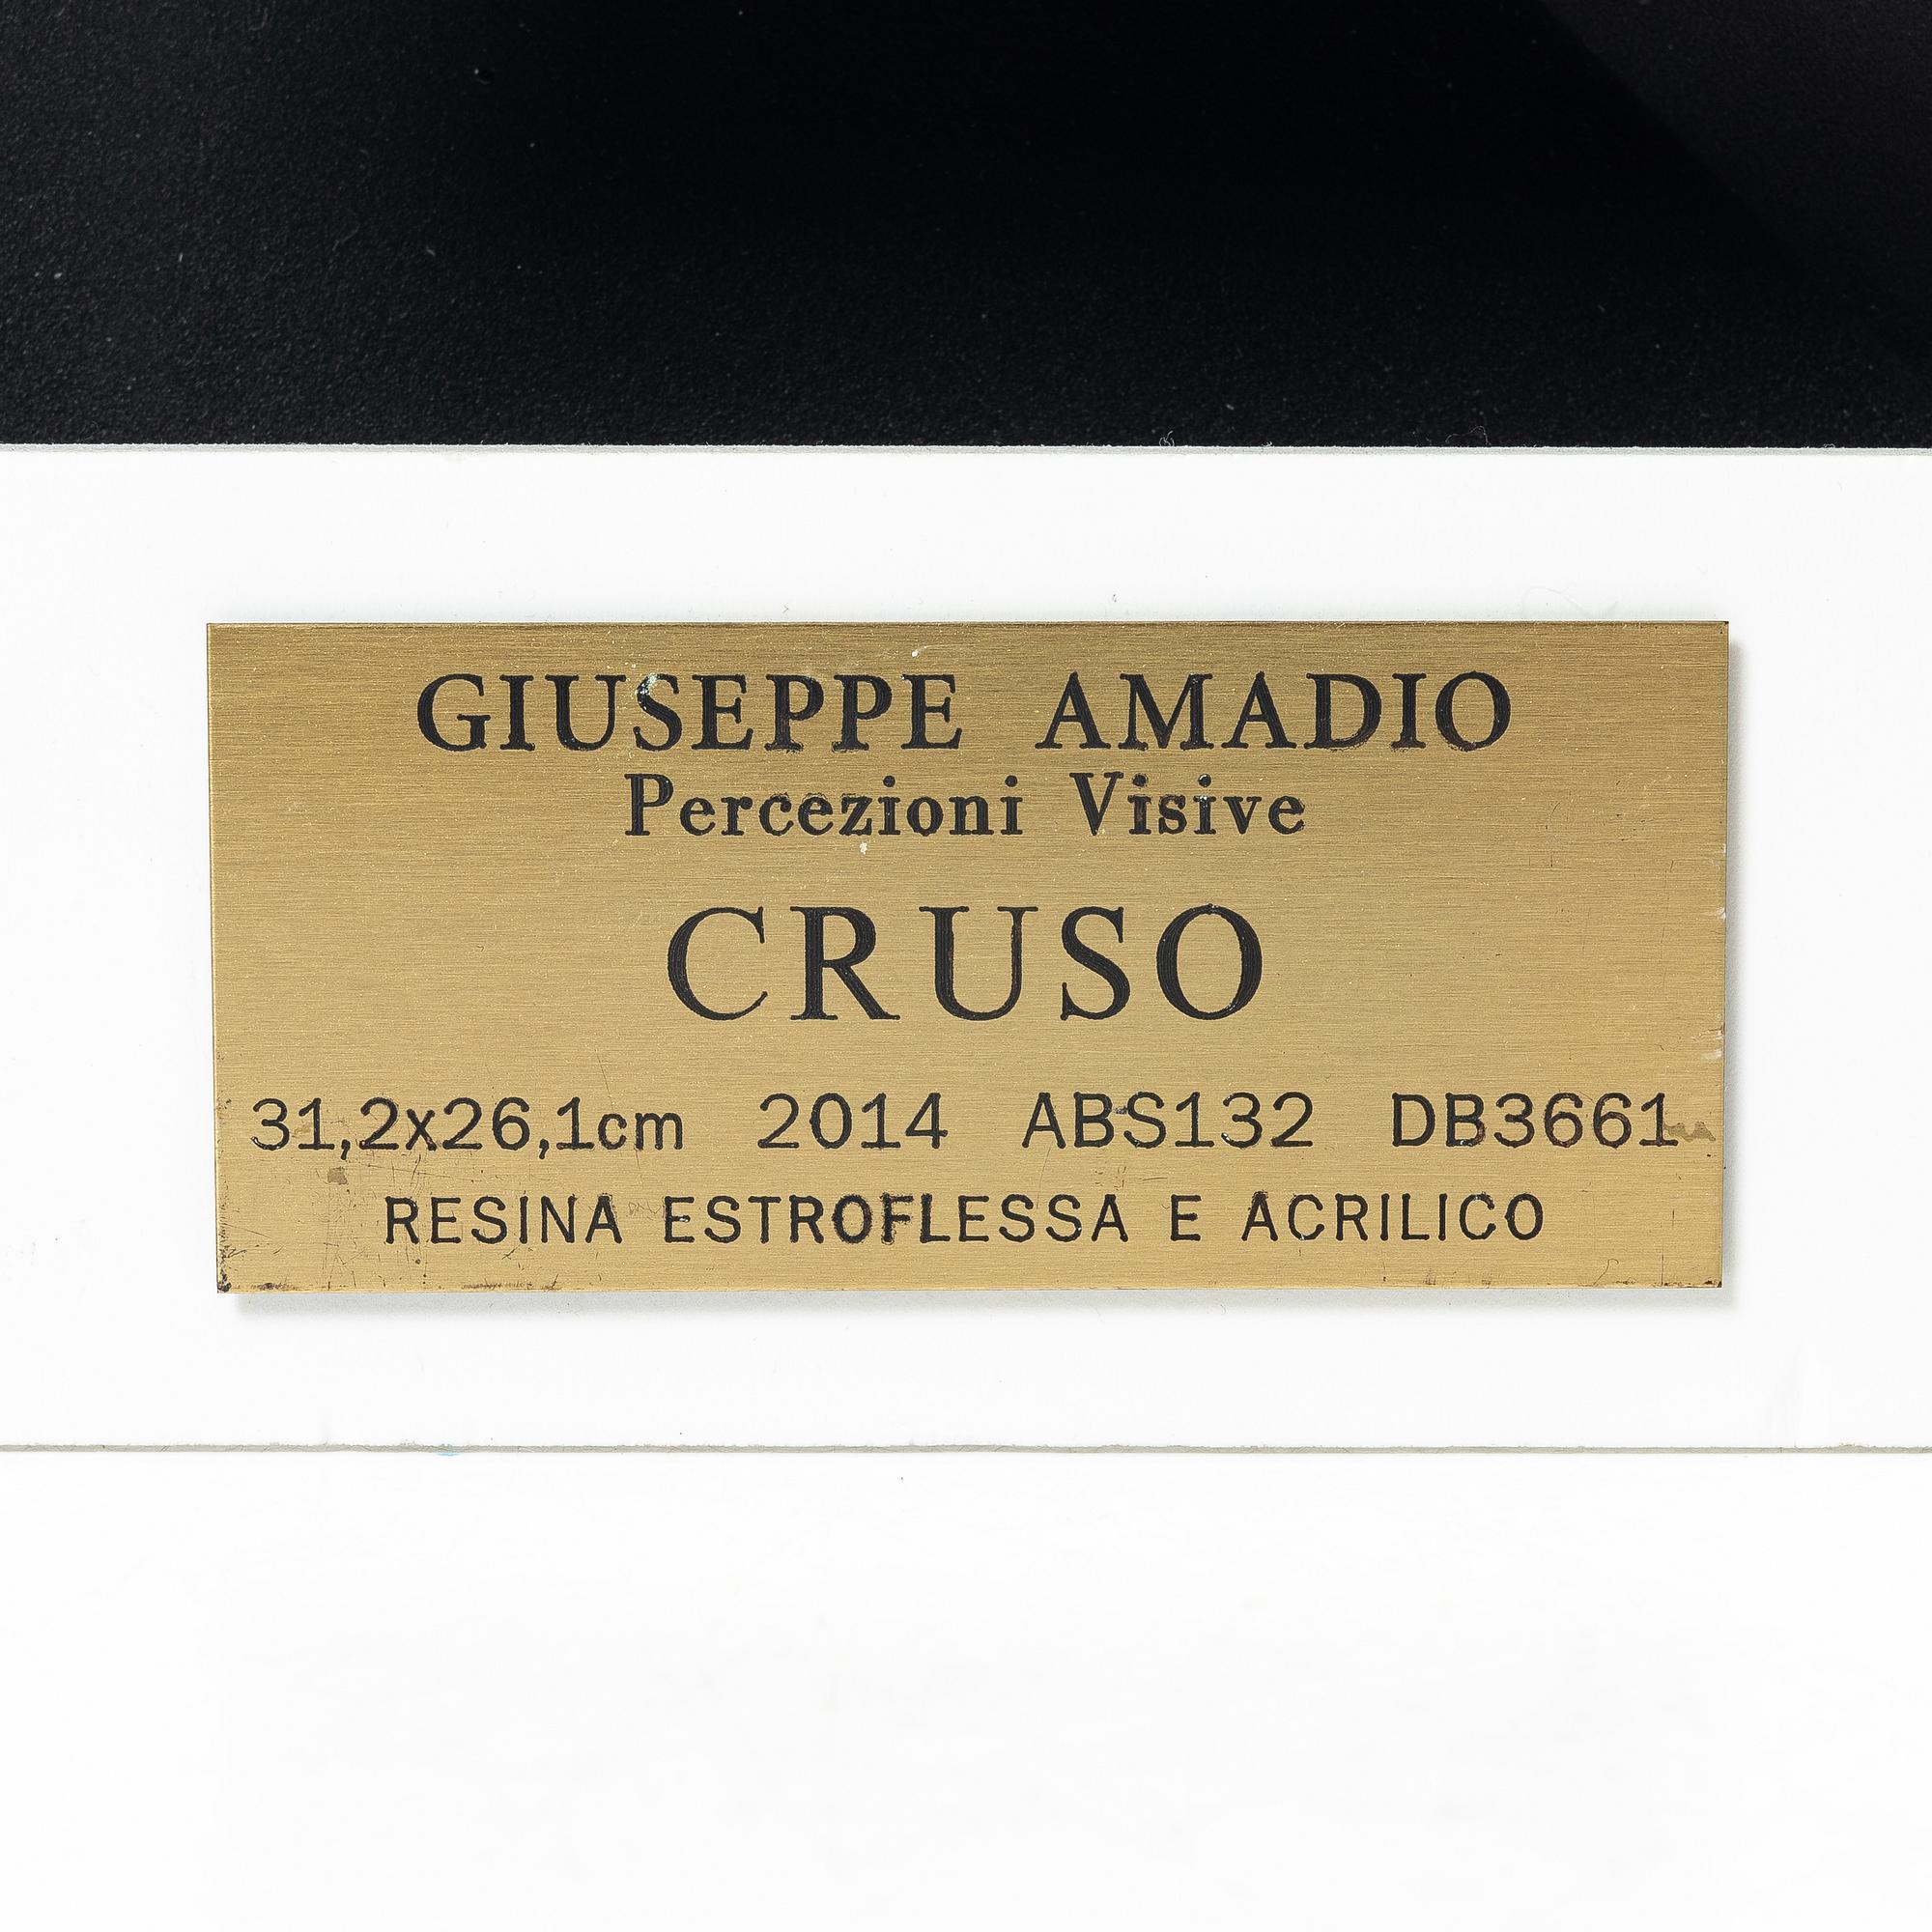 GIUSEPPE AMADIO
Percezioni Visive
CRUSO
31,2x26,1cm 2014 ABS132 DB3661
RESINA ESTROFLESSA E ACRILICO